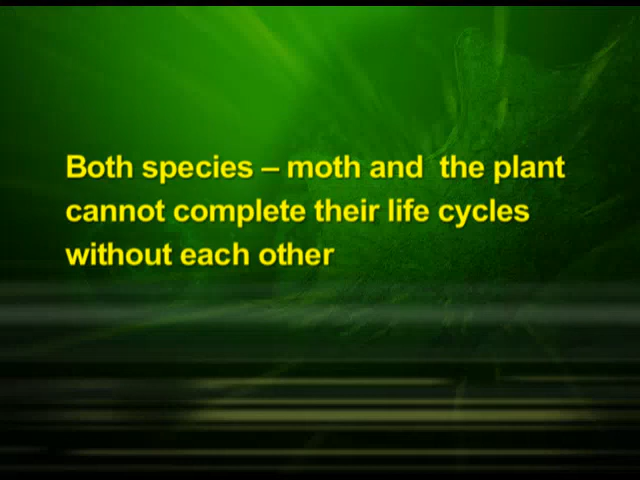 Both species – moth and  the plant
cannot complete their life cycles
without each other